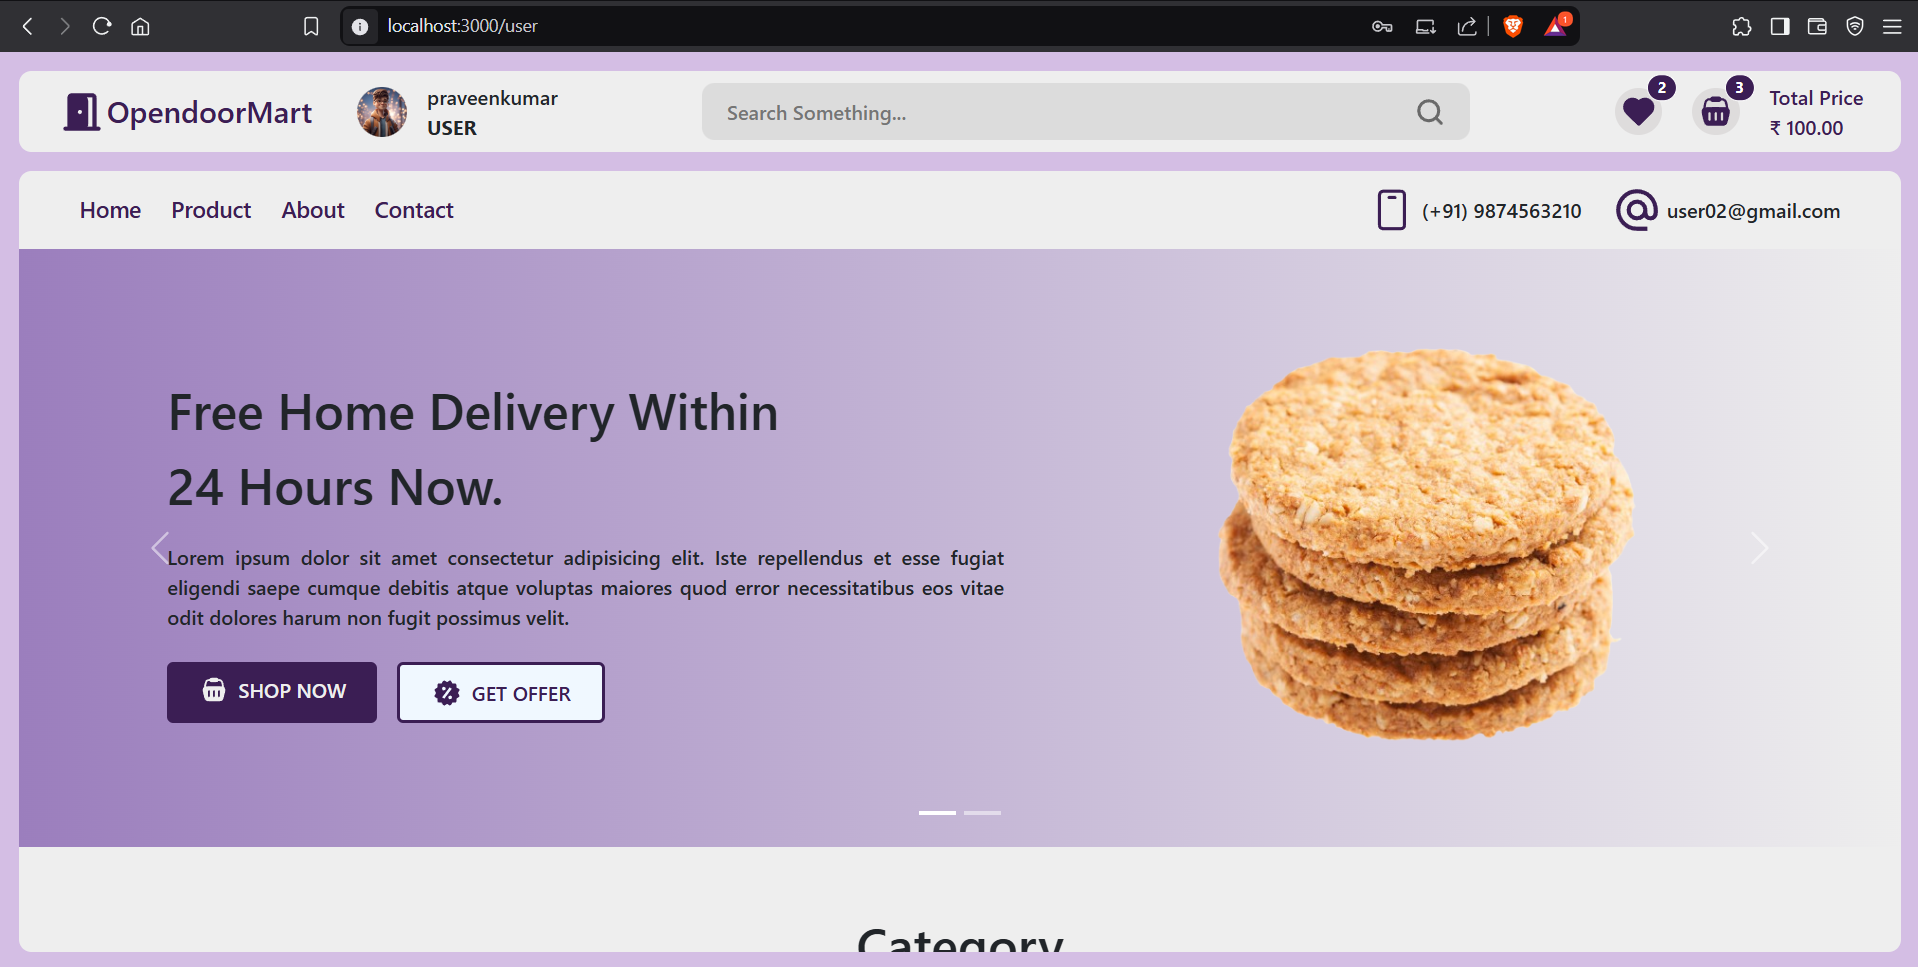 localhost:3000/user
1
OpendoorMart
praveenkumar
USER
Search Something...
2
3
Total Price
₹ 100.00
Home Product About Contact
(+91) 9874563210
user02@gmail.com
Free Home Delivery Within
24 Hours Now.
Lorem ipsum dolor sit amet consectetur adipisicing elit. Iste repellendus et esse fugiat
eligendi saepe cumque debitis atque voluptas maiores quod error necessitatibus eos vitae
odit dolores harum non fugit possimus velit.
SHOP NOW
GET OFFER
Category